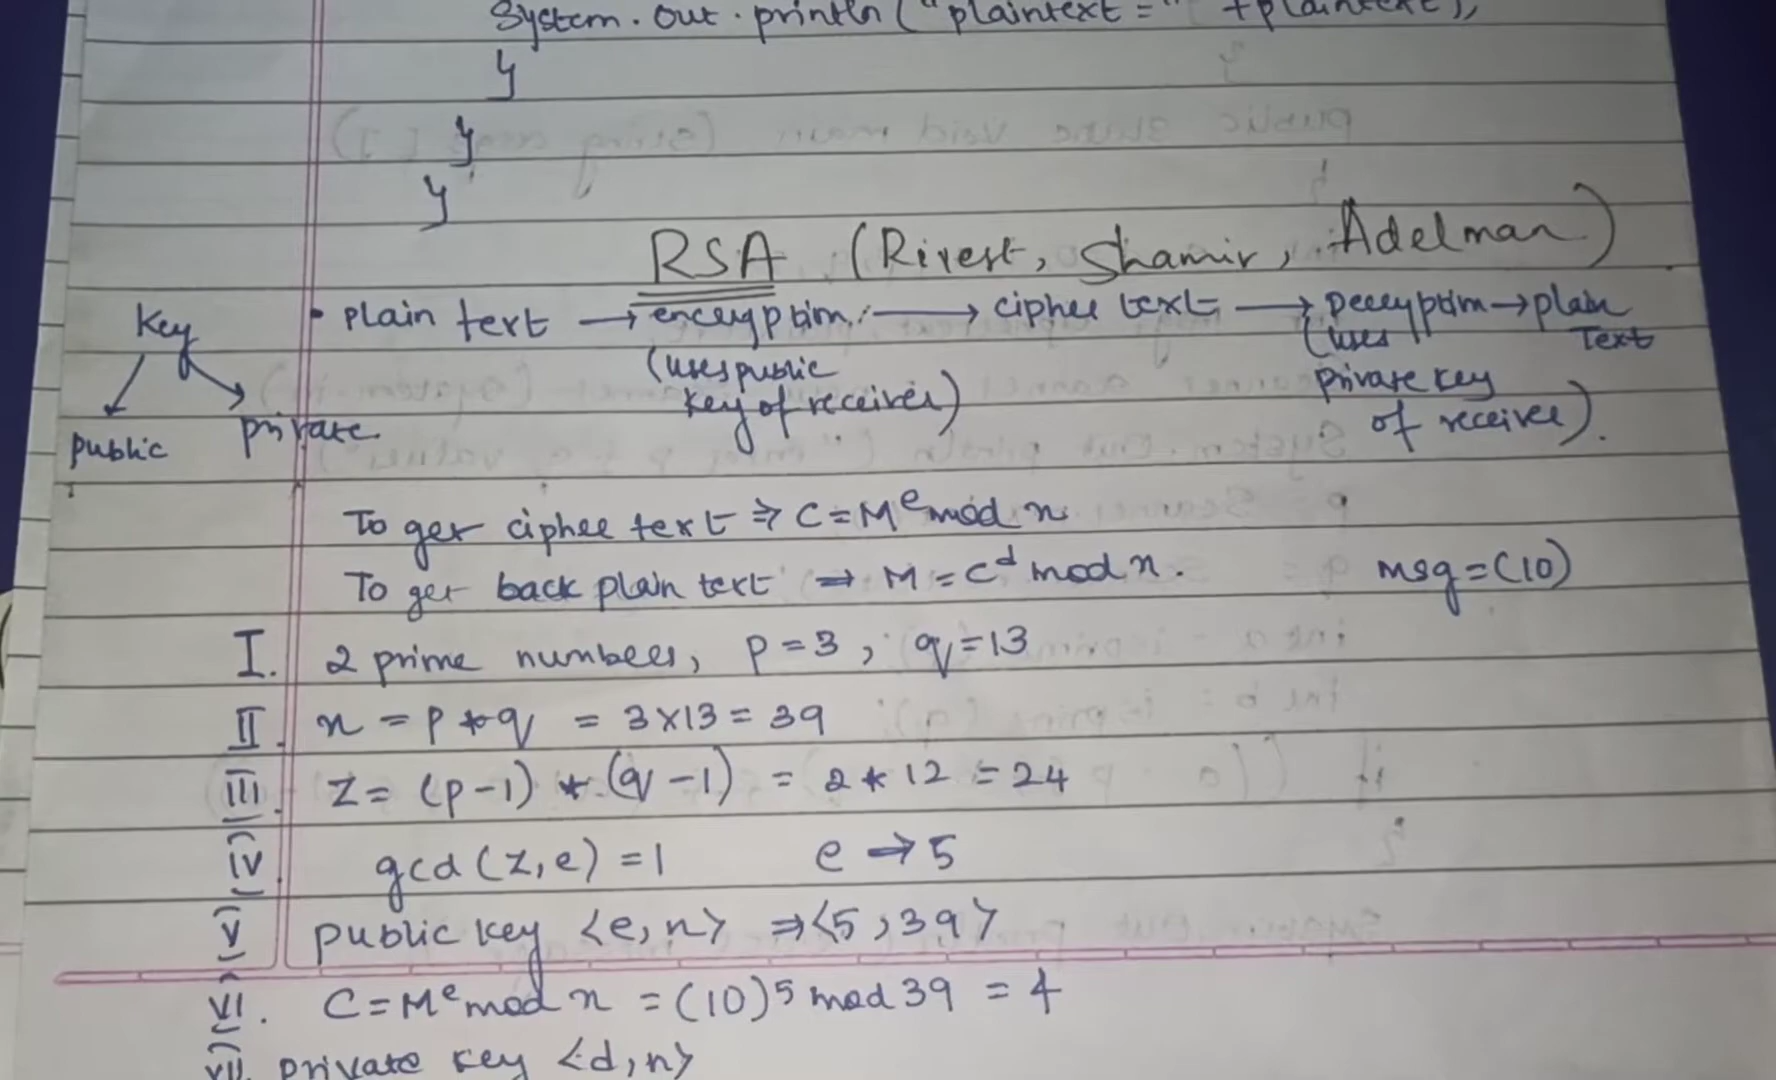 System.out.println("plaintext=" +plaintext);
}
}
}
RSA (Rivest, Shamir, Adelman)
Key
public
private
• plain text → encryption → cipher text → Decryption → plain Text
(uses public key of receiver)
(uses private key of receiver).
To get cipher text ⇒ C=M^e mod n
To get back plain text ⇒ M=C^d mod n.
msg=(10)
I. 2 prime numbers, p=3, q=13
II. n = p*q = 3x13=39
III. Z= (p-1) * (q-1) = 2*12=24
IV. gcd(z,e)=1 e→5
V. public key <e,n> ⇒<5,39>
VI. C=M^e mod n =(10)^5 mod 39 = 4
VII. private key <d,n>